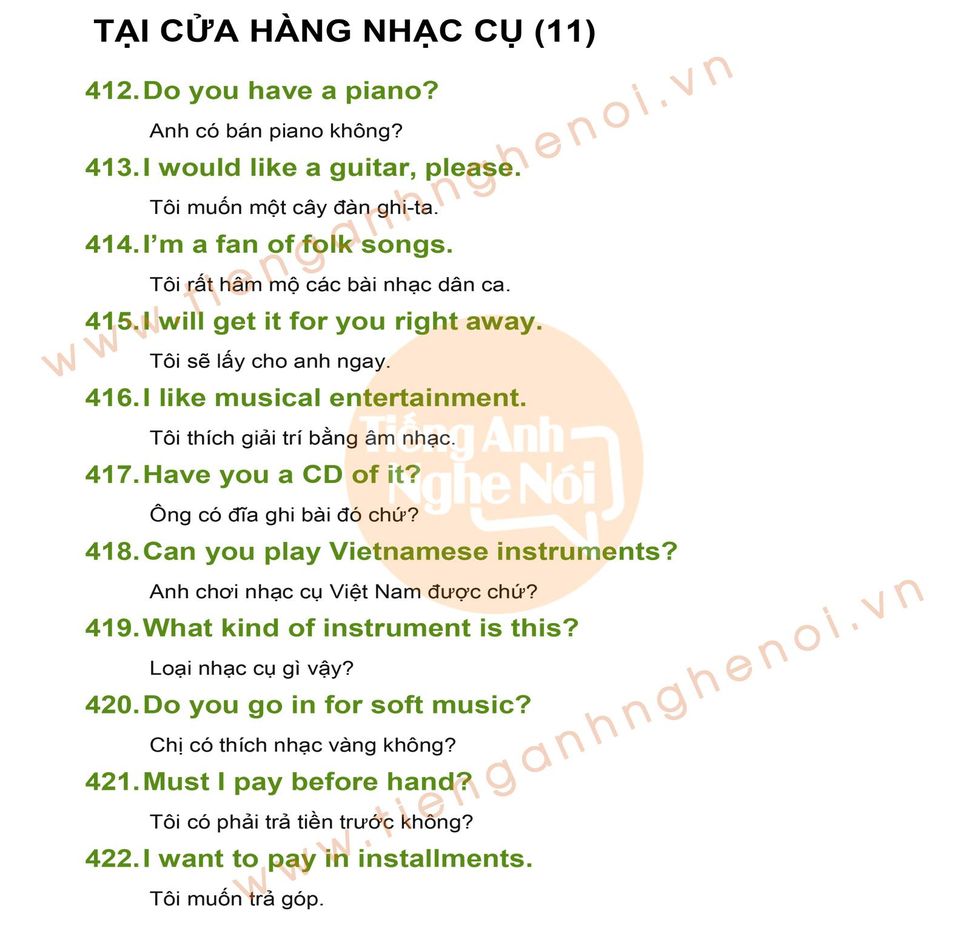 TẠI CỬA HÀNG NHẠC CỤ (11)
412. Do you have a piano?
Anh có bán piano không?
413. I would like a guitar, please.
Tôi muốn một cây đàn ghi-ta.
414. I’m a fan of folk songs.
Tôi rất hâm mộ các bài nhạc dân ca.
415. I will get it for you right away.
Tôi sẽ lấy cho anh ngay.
416. I like musical entertainment.
Tôi thích giải trí bằng âm nhạc.
417. Have you a CD of it?
Ông có đĩa ghi bài đó chứ?
418. Can you play Vietnamese instruments?
Anh chơi nhạc cụ Việt Nam được chứ?
419. What kind of instrument is this?
Loại nhạc cụ gì vậy?
420. Do you go in for soft music?
Chị có thích nhạc vàng không?
421. Must I pay before hand?
Tôi có phải trả tiền trước không?
422. I want to pay in installments.
Tôi muốn trả góp.
www.tienganhnghenoi.vn
Tiếng Anh
Nghe Nói
www.tienganhnghenoi.vn